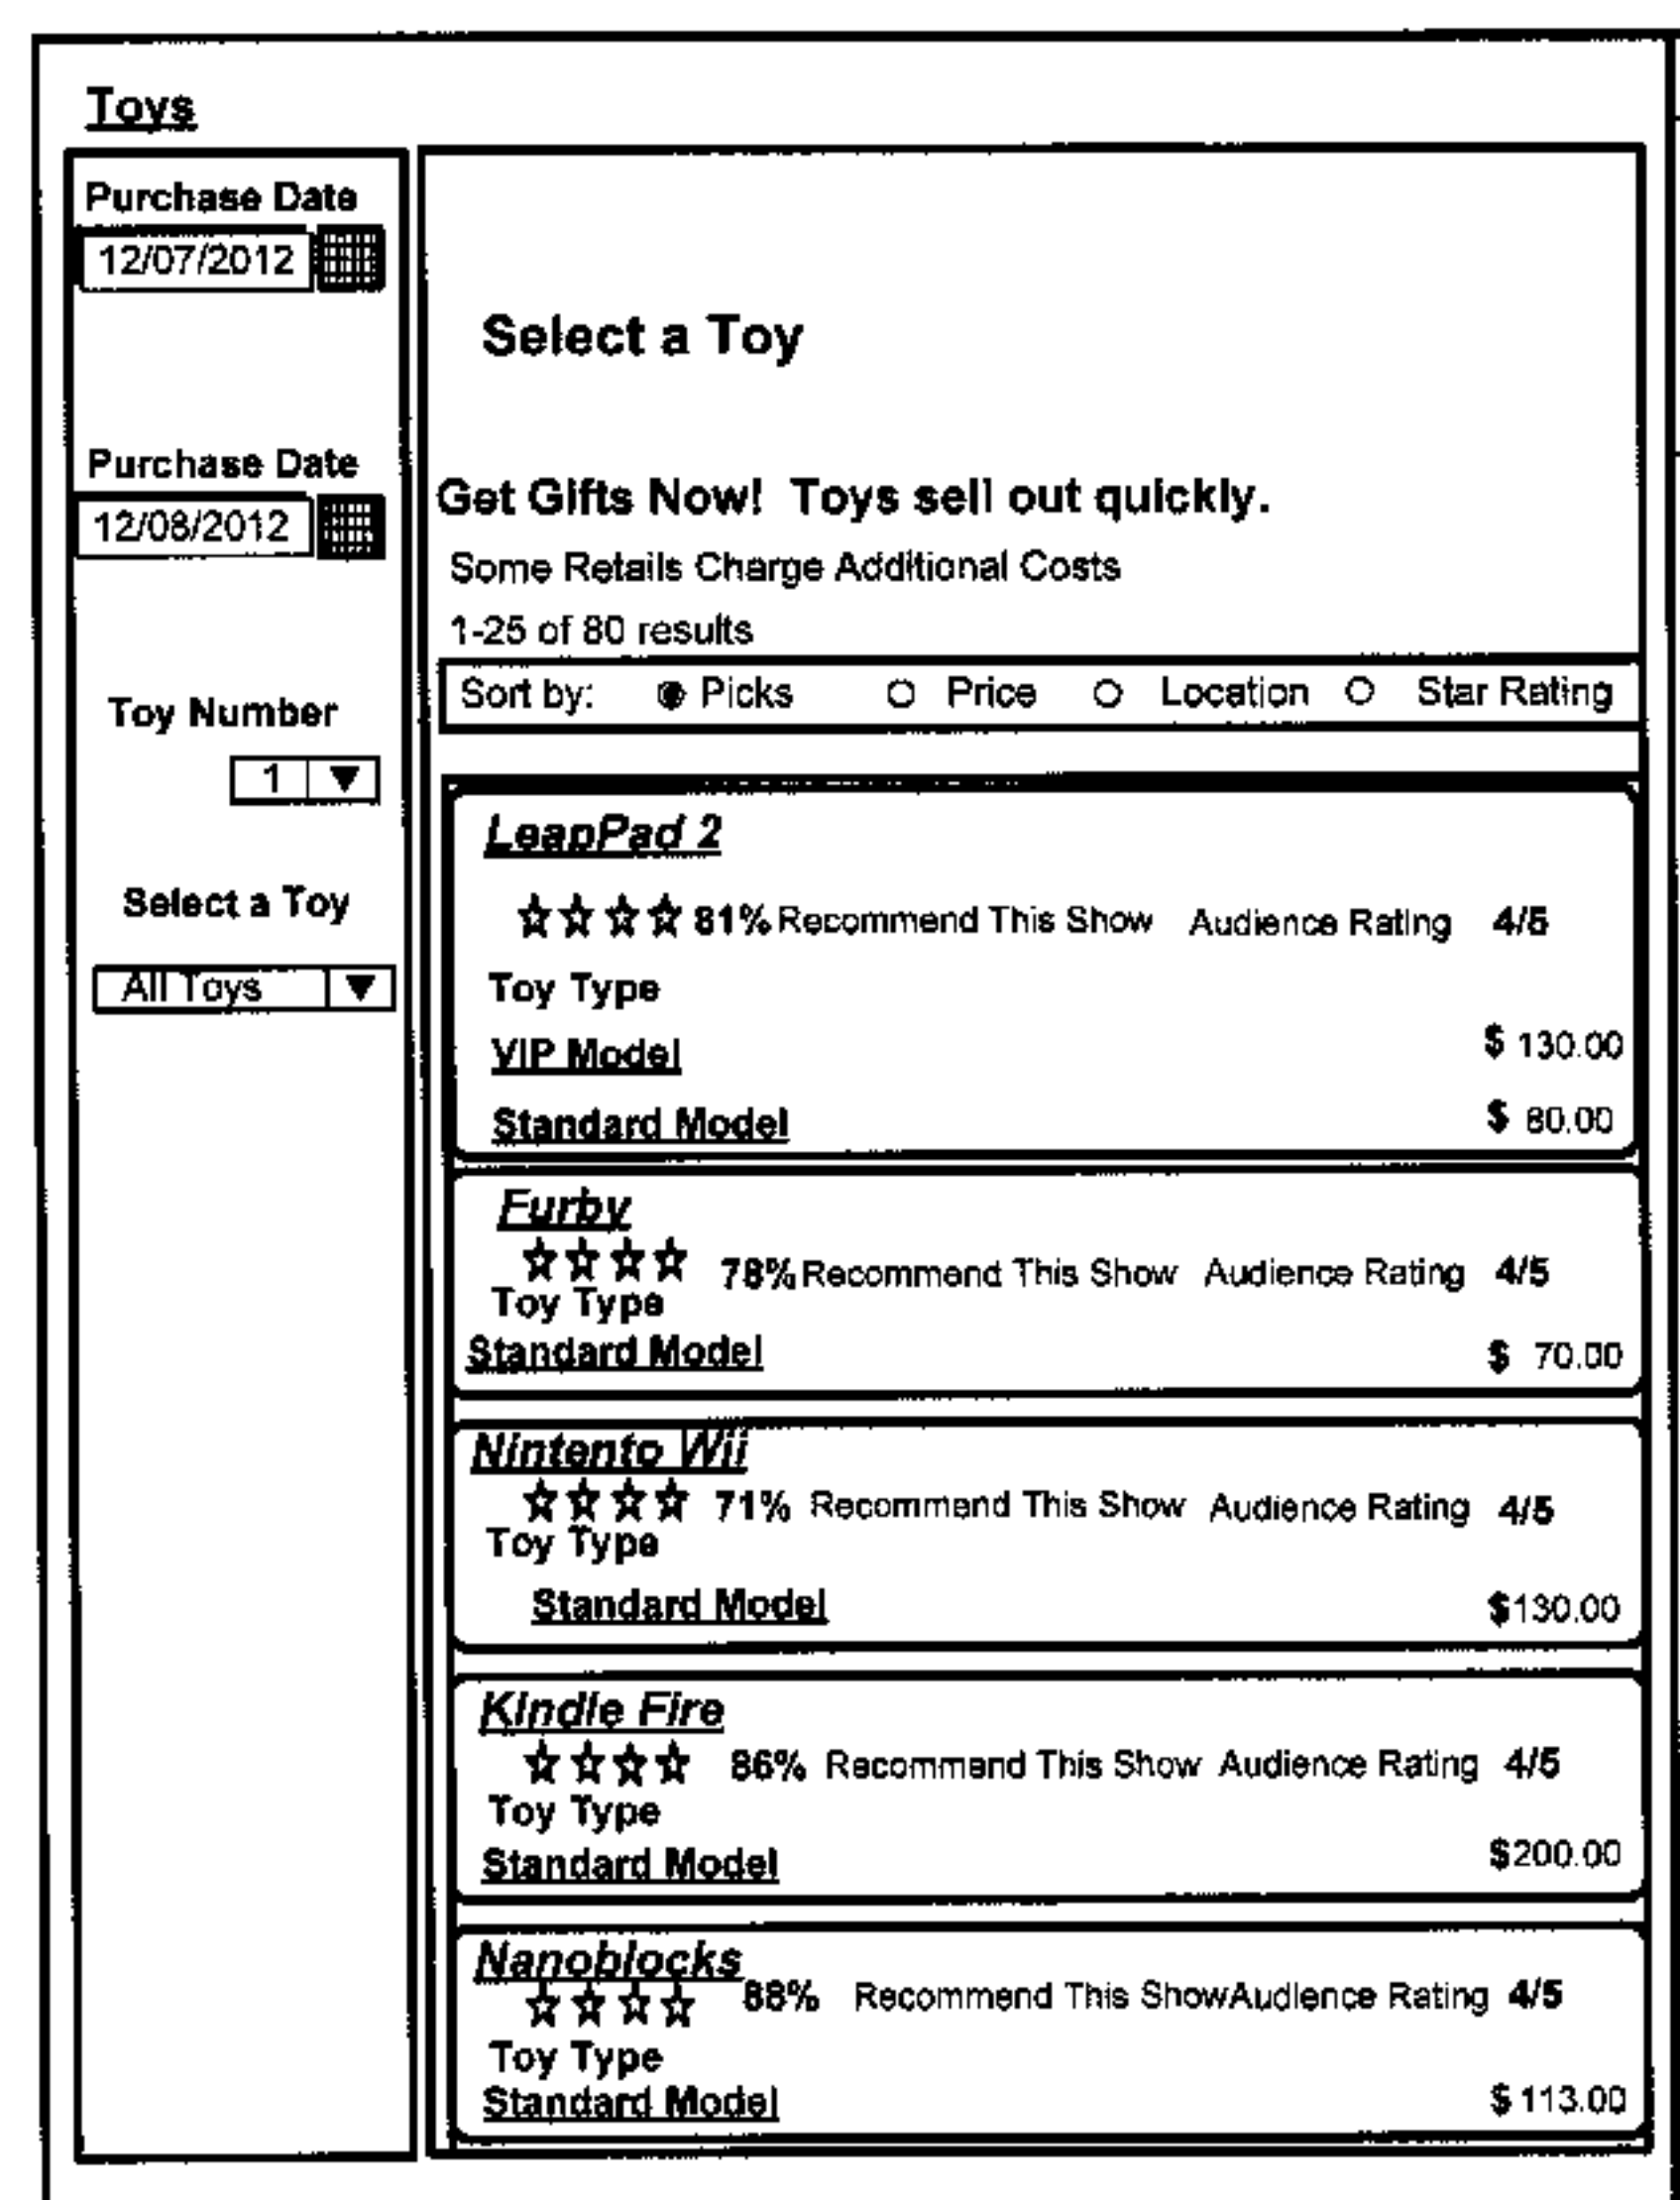 Toys
Purchase Date
12/07/2012
Purchase Date
12/08/2012
Toy Number
1
Select a Toy
All Toys
Select a Toy
Get Gifts Now! Toys sell out quickly.
Some Retails Charge Additional Costs
1-25 of 80 results
Sort by: Picks Price Location Star Rating
LeapPad 2
81% Recommend This Show Audience Rating 4/5
Toy Type
VIP Model $ 130.00
Standard Model $ 80.00
Furby
78% Recommend This Show Audience Rating 4/5
Toy Type
Standard Model $ 70.00
Nintento Wii
71% Recommend This Show Audience Rating 4/5
Toy Type
Standard Model $130.00
Kindle Fire
86% Recommend This Show Audience Rating 4/5
Toy Type
Standard Model $200.00
Nanoblocks
88% Recommend This Show Audience Rating 4/5
Toy Type
Standard Model $ 113.00